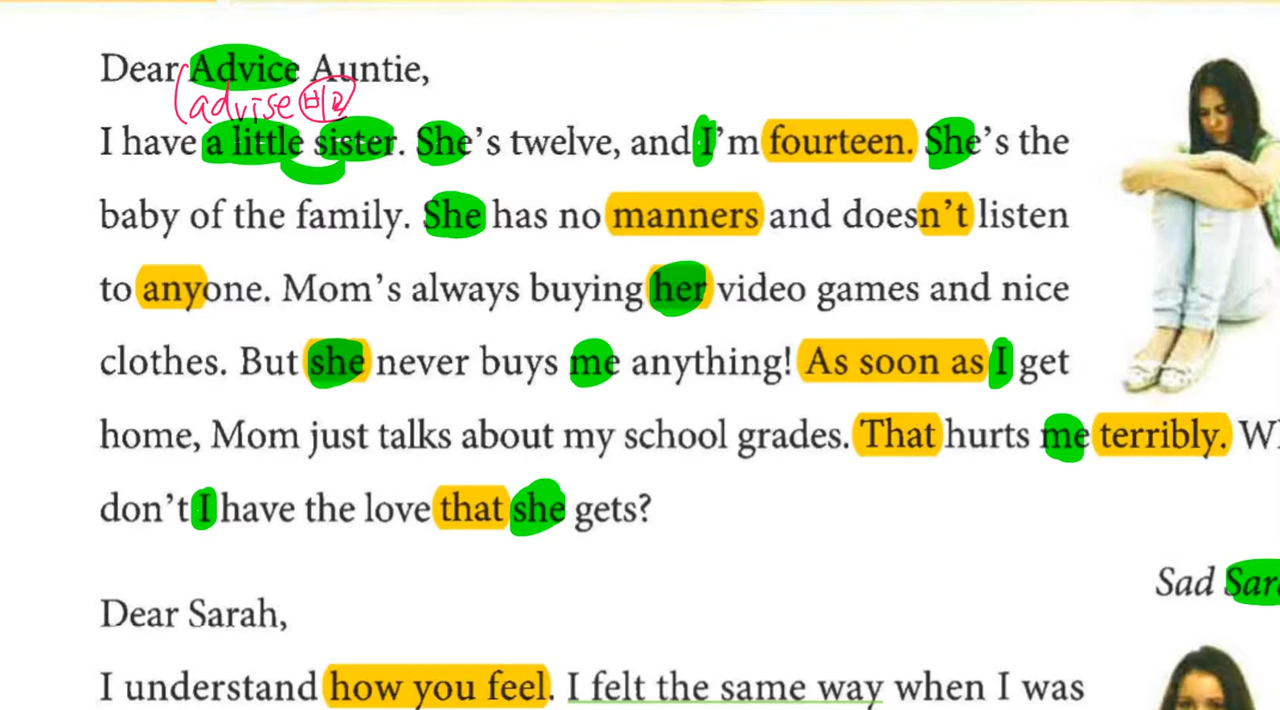 Dear Advice Auntie,
advise
I have a little sister. She's twelve, and I'm fourteen. She's the
baby of the family. She has no manners and doesn't listen
to anyone. Mom's always buying her video games and nice
clothes. But she never buys me anything! As soon as I get
home, Mom just talks about my school grades. That hurts me terribly.
don't I have the love that she gets?
Sad
Dear Sarah,
I understand how you feel. I felt the same way when I was